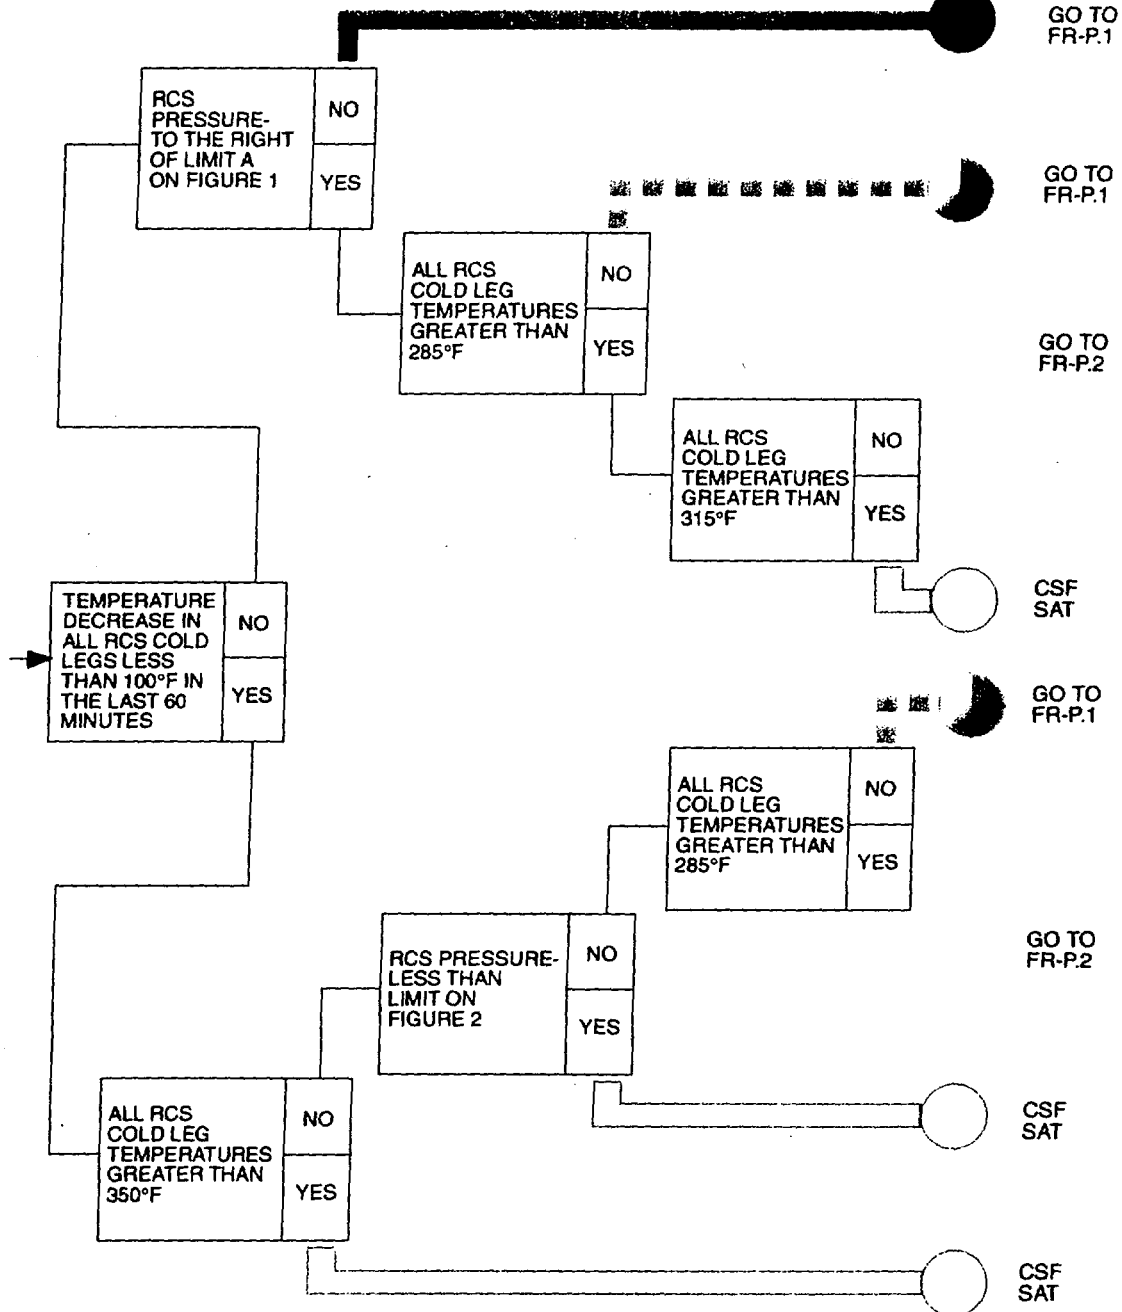 GO TO
FR-P.1
RCS
PRESSURE-
TO THE RIGHT
OF LIMIT A
ON FIGURE 1
NO
YES
GO TO
FR-P.1
ALL RCS
COLD LEG
TEMPERATURES
GREATER THAN
285°F
NO
YES
GO TO
FR-P.2
ALL RCS
COLD LEG
TEMPERATURES
GREATER THAN
315°F
NO
YES
CSF
SAT
TEMPERATURE
DECREASE IN
ALL RCS COLD
LEGS LESS
THAN 100°F IN
THE LAST 60
MINUTES
NO
YES
GO TO
FR-P.1
ALL RCS
COLD LEG
TEMPERATURES
GREATER THAN
285°F
NO
YES
GO TO
FR-P.2
RCS PRESSURE-
LESS THAN
LIMIT ON
FIGURE 2
NO
YES
CSF
SAT
ALL RCS
COLD LEG
TEMPERATURES
GREATER THAN
350°F
NO
YES
CSF
SAT